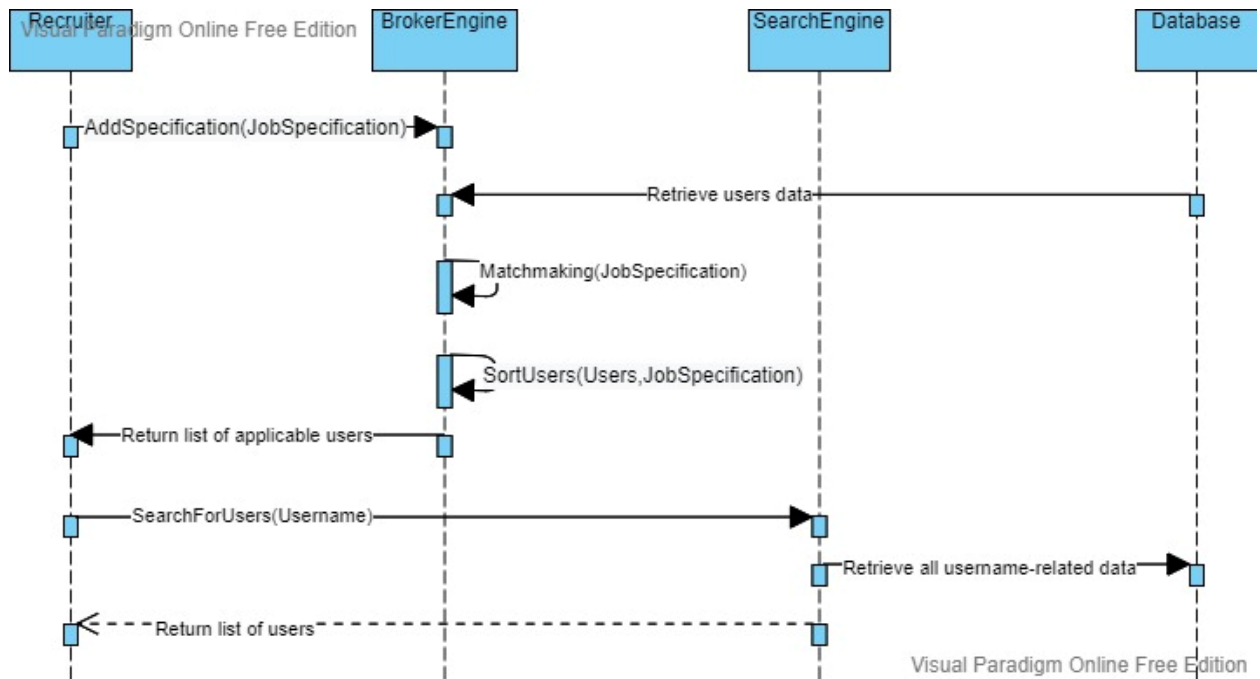 Recruiter
BrokerEngine
SearchEngine
Database
Visual Paradigm Online Free Edition
AddSpecification(JobSpecification)
Retrieve users data
Matchmaking(JobSpecification)
SortUsers(Users,JobSpecification)
Return list of applicable users
SearchForUsers(Username)
Retrieve all username-related data
Return list of users
Visual Paradigm Online Free Edition